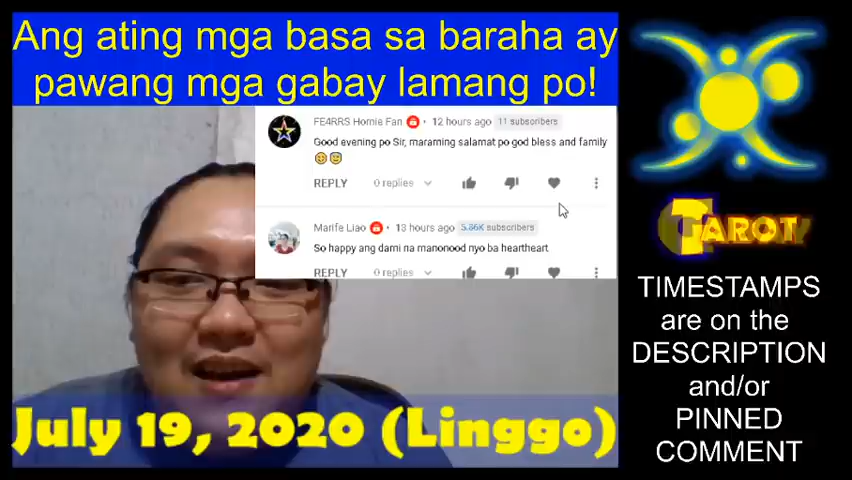 Ang ating mga basa sa baraha ay
pawang mga gabay lamang po!
FE4RRS Homie Fan 12 hours ago 11 subscribers
Good evening po Sir, maraming salamat po god bless and family
REPLY 0 replies
Marife Liao 13 hours ago 5.86K subscribers
So happy ang dami na manonood nyo ba heartheart
REPLY 0 replies
July 19, 2020 (Linggo)
TAROTY
TIMESTAMPS
are on the
DESCRIPTION
and/or
PINNED
COMMENT